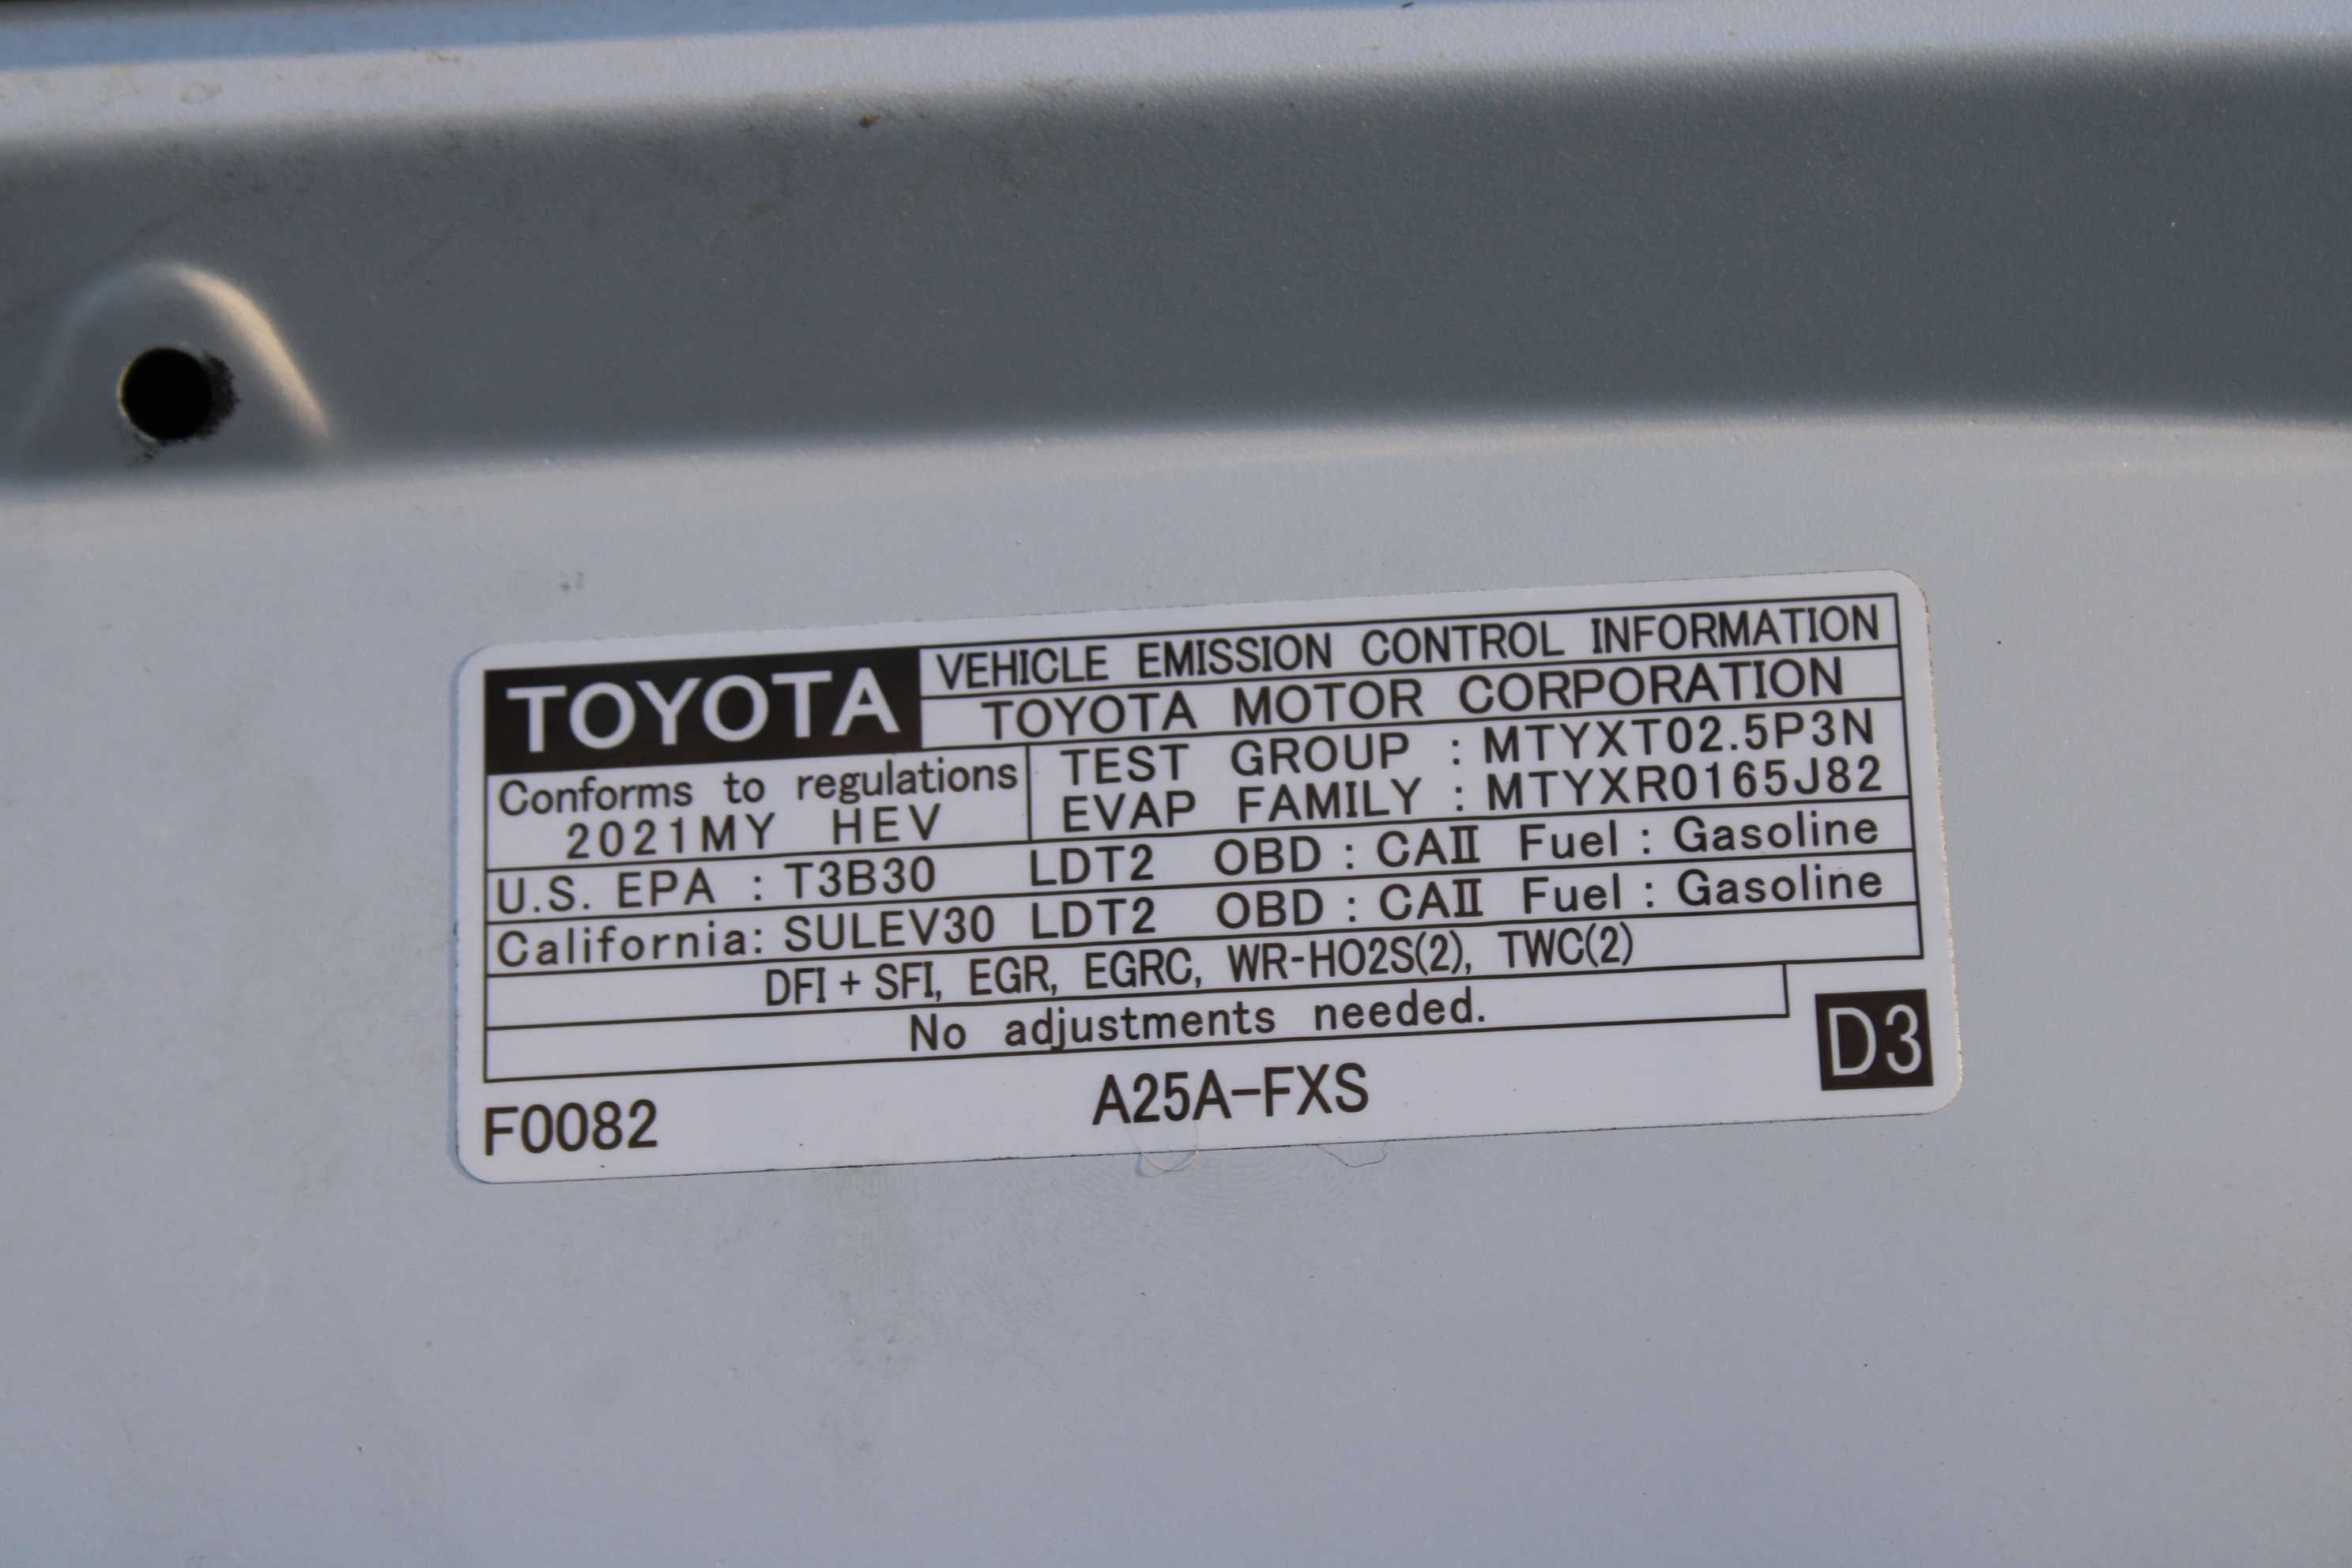 TOYOTA
VEHICLE EMISSION CONTROL INFORMATION
TOYOTA MOTOR CORPORATION
Conforms to regulations
2021MY HEV
TEST GROUP : MTYXT02.5P3N
EVAP FAMILY : MTYXR0165J82
U.S. EPA : T3B30 LDT2 OBD : CAⅡ Fuel : Gasoline
California: SULEV30 LDT2 OBD : CAⅡ Fuel : Gasoline
DFI + SFI, EGR, EGRC, WR-HO2S(2), TWC(2)
No adjustments needed.
F0082
A25A-FXS
D3